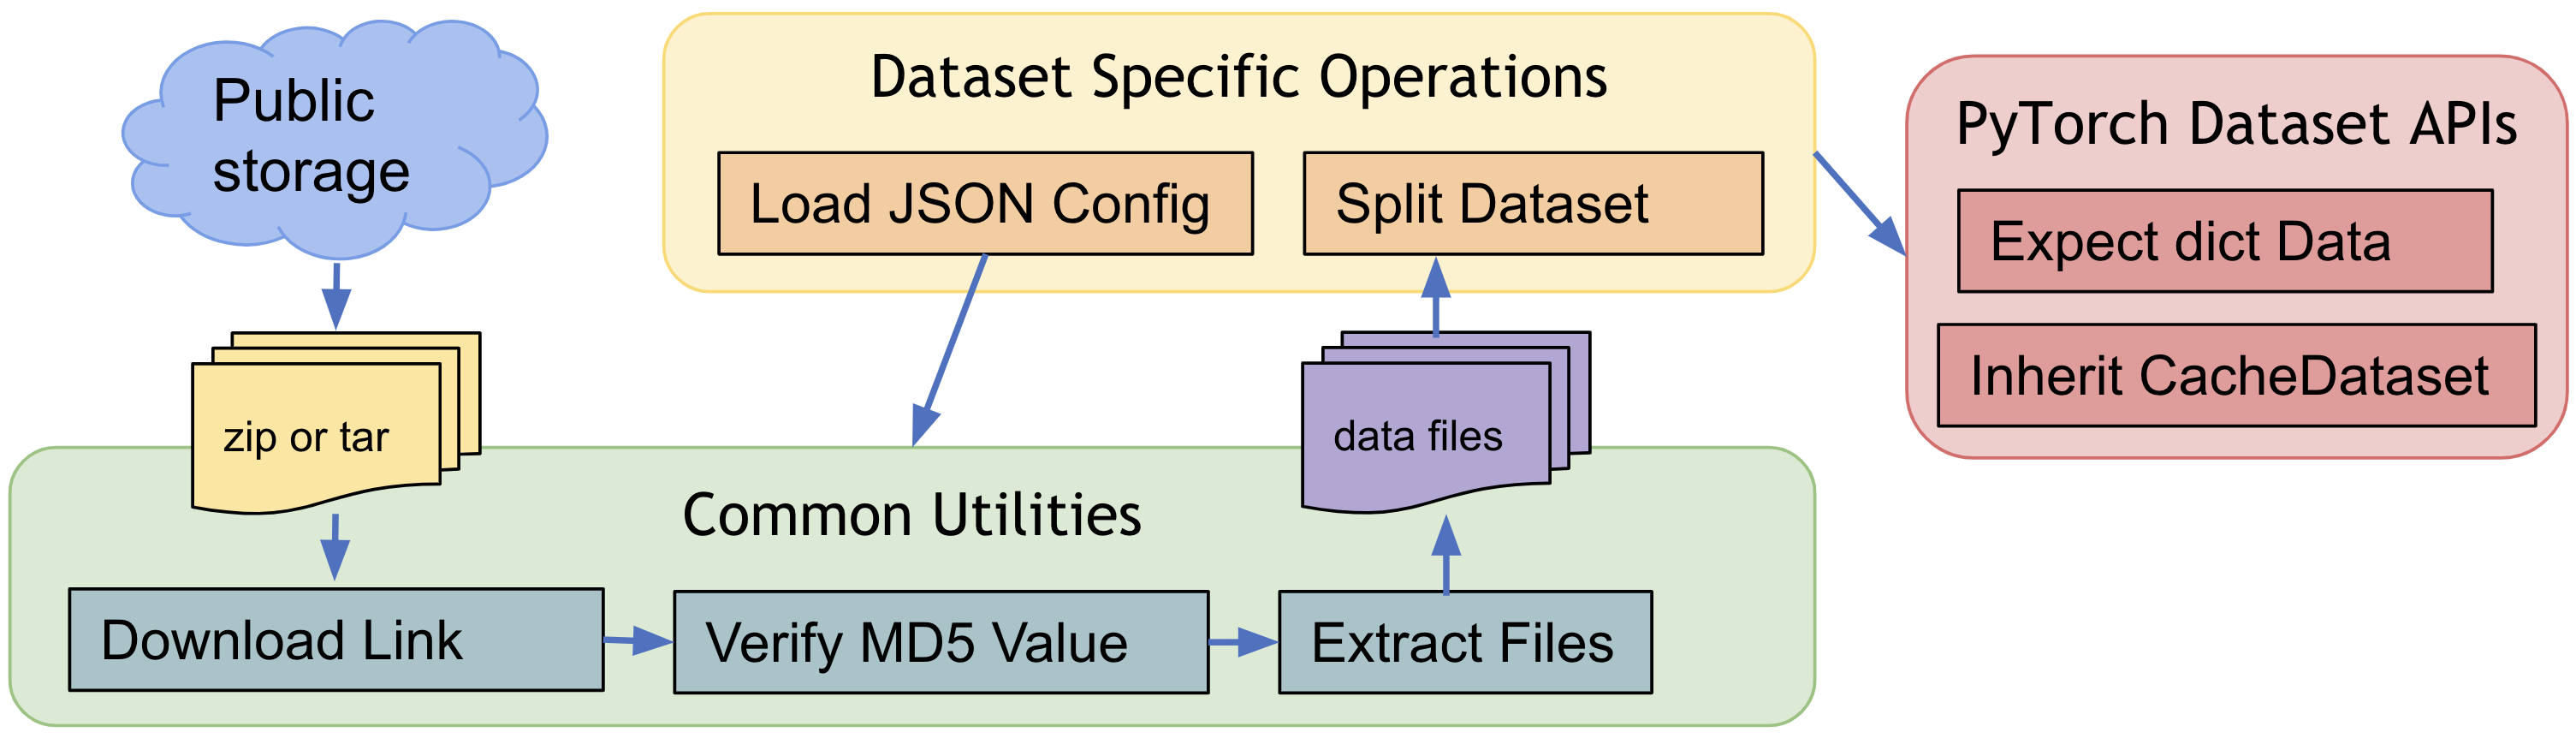 Public
storage
Dataset Specific Operations
Load JSON Config
Split Dataset
PyTorch Dataset APIs
Expect dict Data
Inherit CacheDataset
zip or tar
data files
Common Utilities
Download Link
Verify MD5 Value
Extract Files